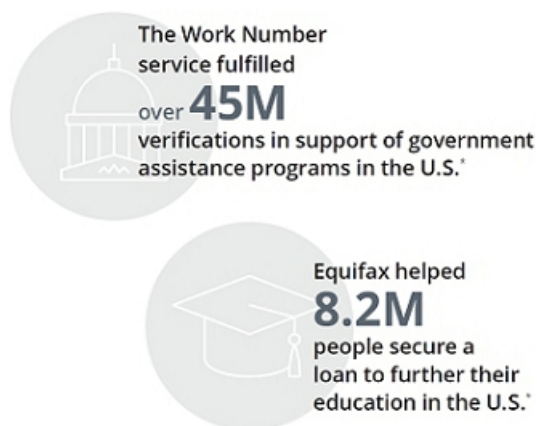 The Work Number
service fulfilled
over 45M
verifications in support of government
assistance programs in the U.S.*
Equifax helped
8.2M
people secure a
loan to further their
education in the U.S.*